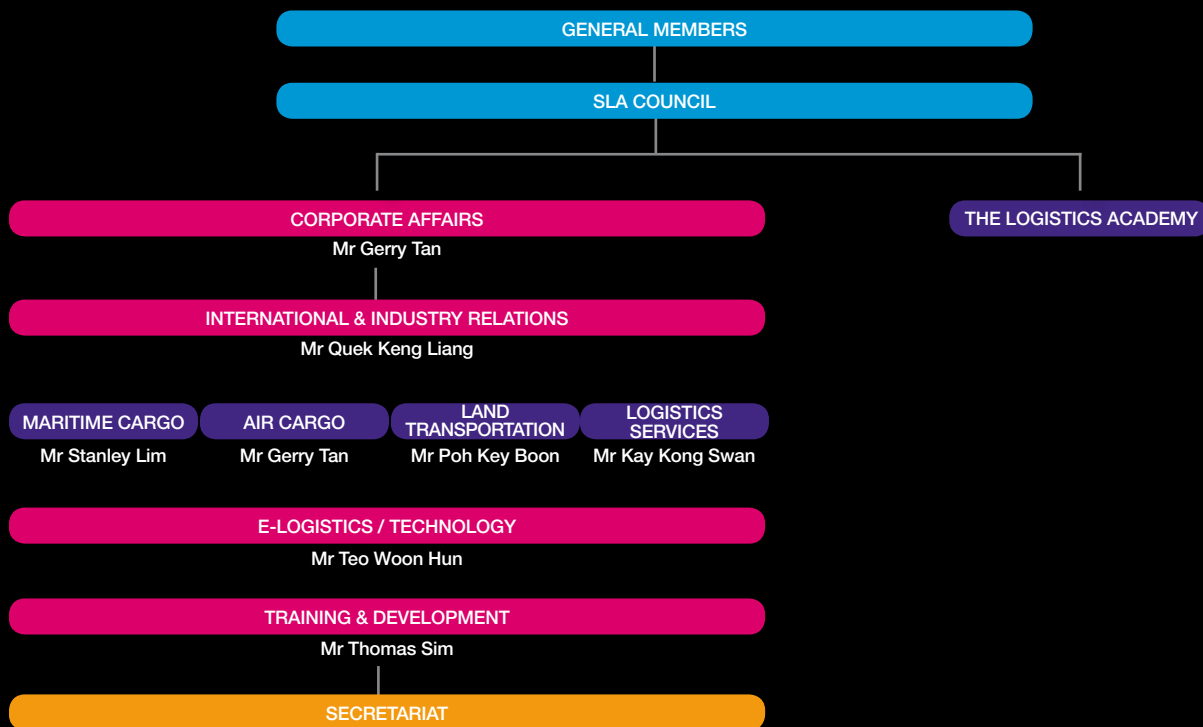 GENERAL MEMBERS
SLA COUNCIL
CORPORATE AFFAIRS
Mr Gerry Tan
THE LOGISTICS ACADEMY
INTERNATIONAL & INDUSTRY RELATIONS
Mr Quek Keng Liang
MARITIME CARGO
Mr Stanley Lim
AIR CARGO
Mr Gerry Tan
LAND
TRANSPORTATION
Mr Poh Key Boon
LOGISTICS
SERVICES
Mr Kay Kong Swan
E-LOGISTICS / TECHNOLOGY
Mr Teo Woon Hun
TRAINING & DEVELOPMENT
Mr Thomas Sim
SECRETARIAT